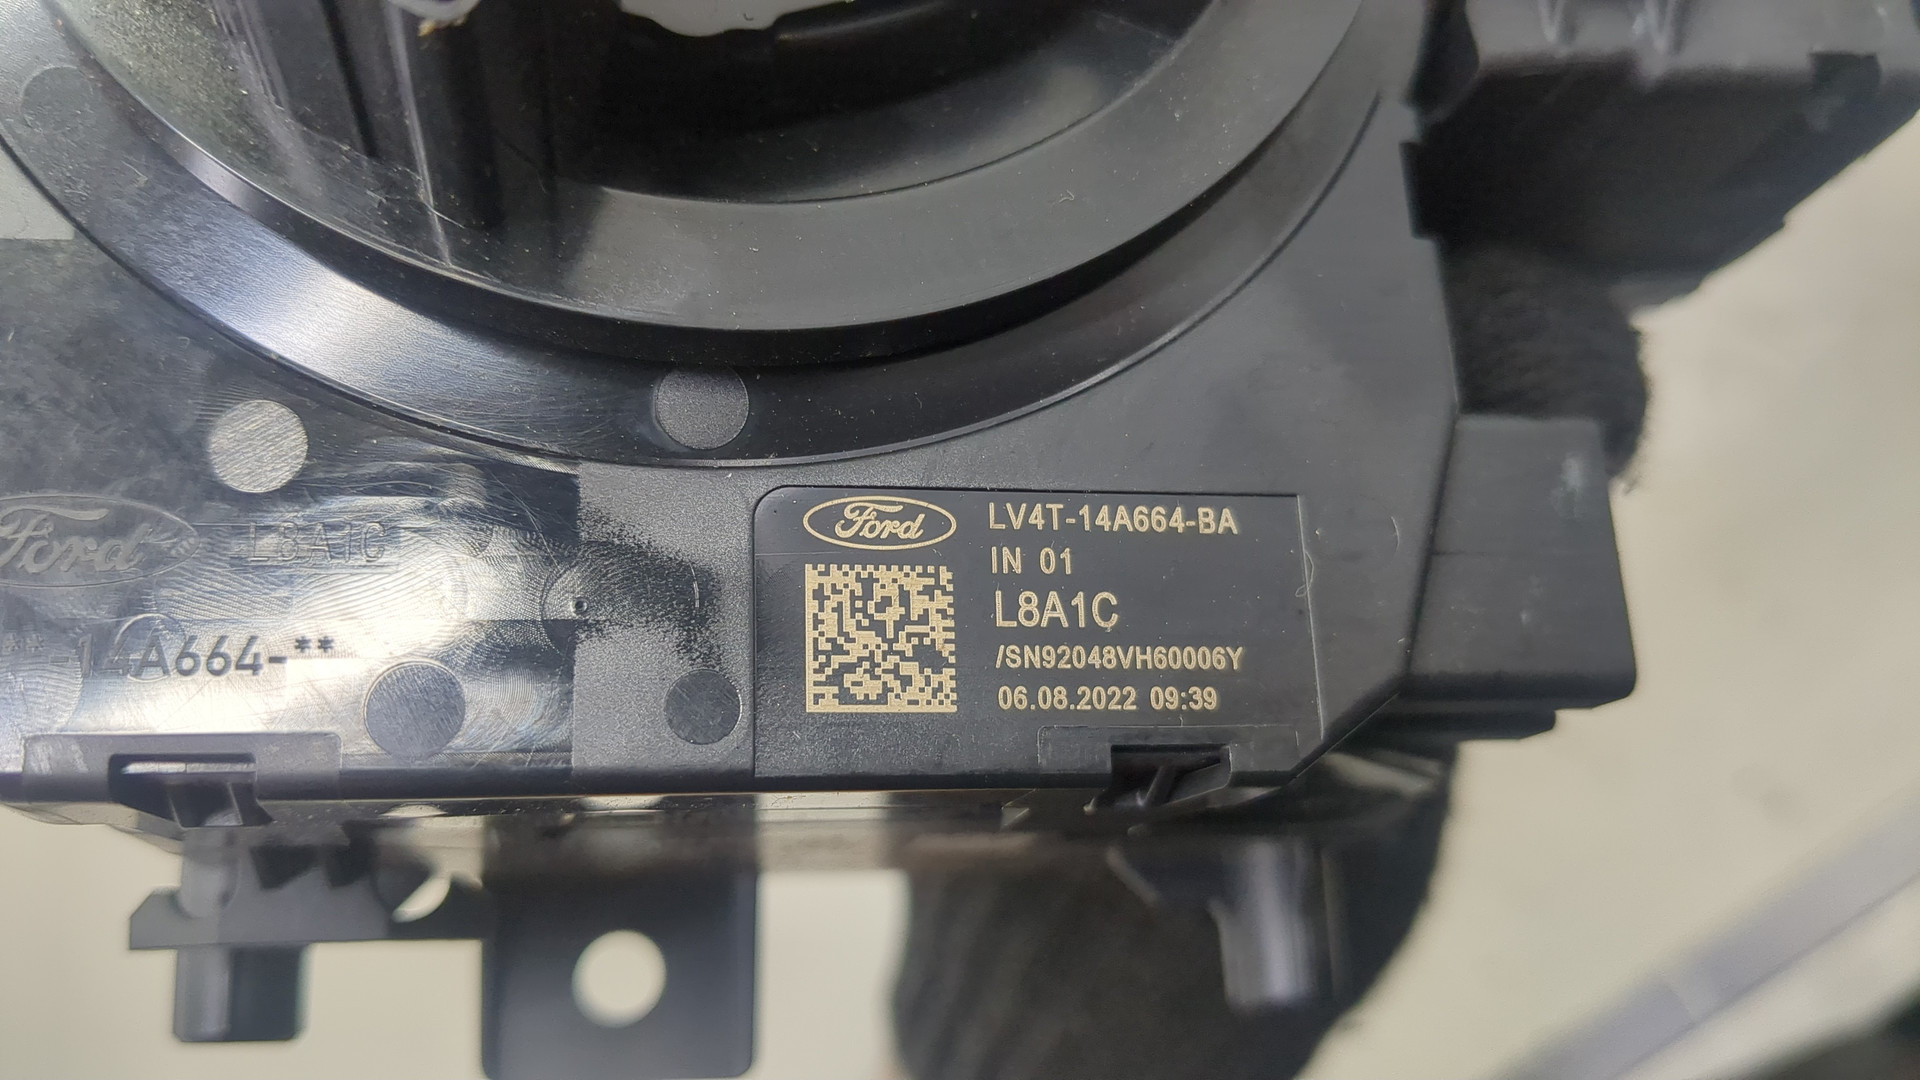 Ford
LV4T-14A664-BA
IN 01
L8A1C
/SN92048VH60006Y
06.08.2022 09:39
Ford
L8A1C
**-14A664-**